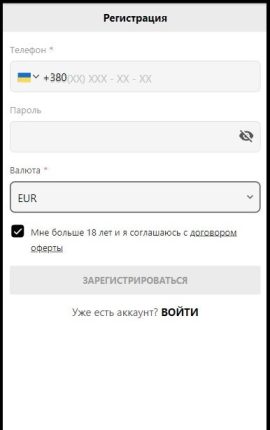 Регистрация
Телефон *
+380 (XX) XXX - XX - XX
Пароль
Валюта *
EUR
Мне больше 18 лет и я соглашаюсь с договором
оферты
ЗАРЕГИСТРИРОВАТЬСЯ
Уже есть аккаунт? ВОЙТИ